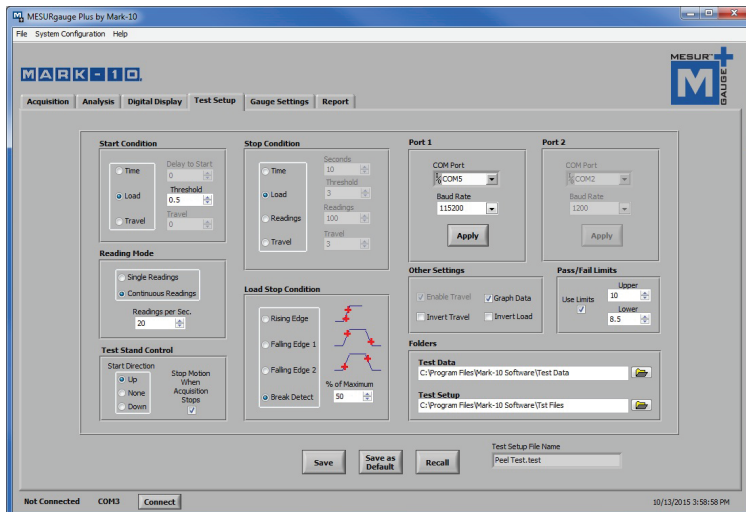 MESURgauge Plus by Mark-10
File System Configuration Help
MARK-10
MESUR™
GAUGE
M
Acquisition Analysis Digital Display Test Setup Gauge Settings Report
Start Condition
Time
Load
Travel
Delay to Start
0
Threshold
0.5
Travel
0
Reading Mode
Single Readings
Continuous Readings
Readings per Sec.
20
Test Stand Control
Start Direction
Up
None
Down
Stop Motion
When
Acquisition
Stops
Stop Condition
Time
Load
Readings
Travel
Seconds
10
Threshold
3
Readings
100
Travel
3
Load Stop Condition
Rising Edge
Falling Edge 1
Falling Edge 2
Break Detect
% of Maximum
50
Port 1
COM Port
COM5
Baud Rate
115200
Apply
Port 2
COM Port
COM2
Baud Rate
1200
Apply
Other Settings
Enable Travel Graph Data
Invert Travel Invert Load
Pass/Fail Limits
Use Limits
Upper
10
Lower
8.5
Folders
Test Data
C:\Program Files\Mark-10 Software\Test Data
Test Setup
C:\Program Files\Mark-10 Software\Tst Files
Save
Save as
Default
Recall
Test Setup File Name
Peel Test.test
Not Connected COM3 Connect
10/13/2015 3:58:58 PM